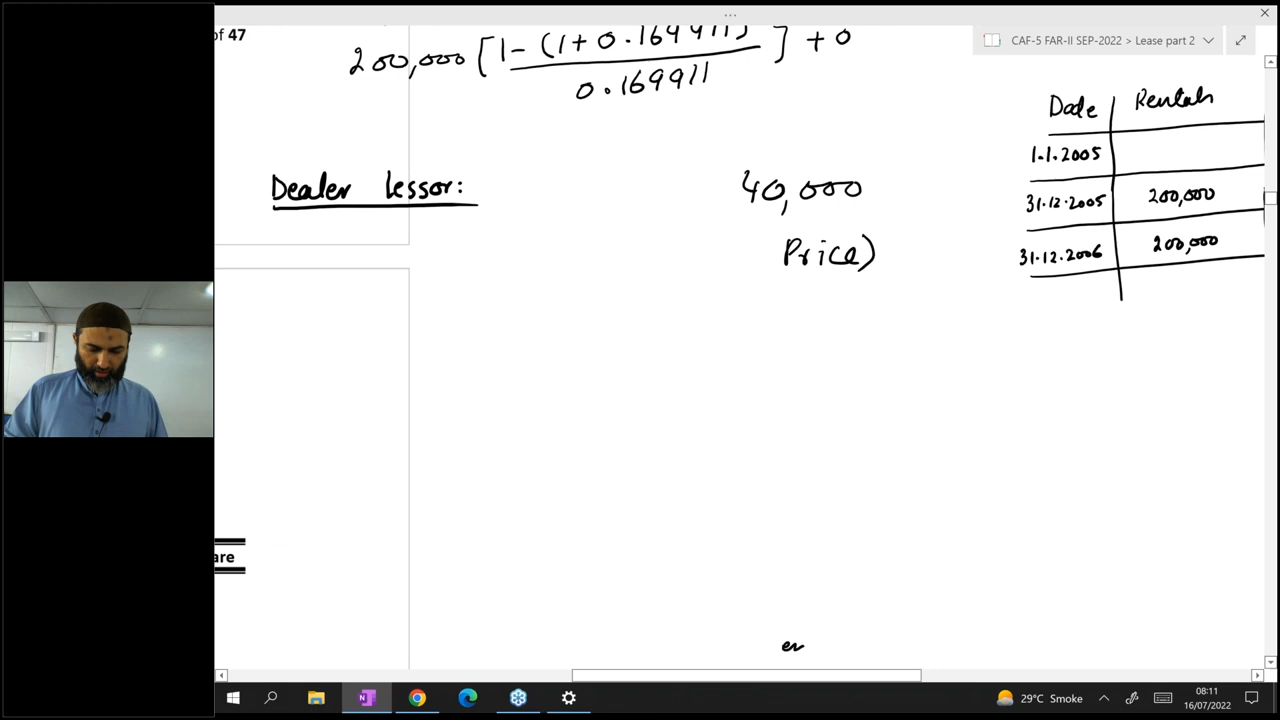 of 47
CAF-5 FAR-II SEP-2022 > Lease part 2
200,000 [1-(1+0.169911) ] + 0
0.169911
Date Rentals
1.1.2005
31.12.2005 200,000
31.12.2006 200,000
Dealer Lessor: 40,000
Price)
are
er
29°C Smoke
08:11
16/07/2022